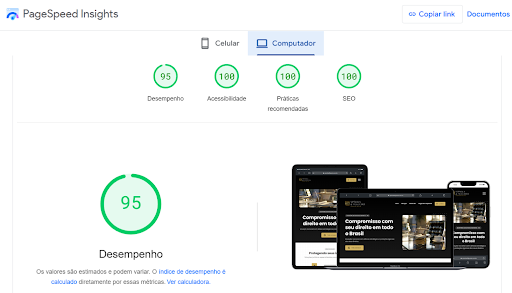 PageSpeed Insights
Copiar link
Documentos
Celular
Computador
95
100
100
100
Desempenho
Acessibilidade
Práticas
recomendadas
SEO
95
Desempenho
Os valores são estimados e podem variar. O índice de desempenho é
calculado diretamente por essas métricas. Ver calculadora.
Compromisso com seu
direito em todo o Brasil
Compromissa com
seu direito em todo
o Brasil
Compromisso com
seu direito em todo
o Brasil